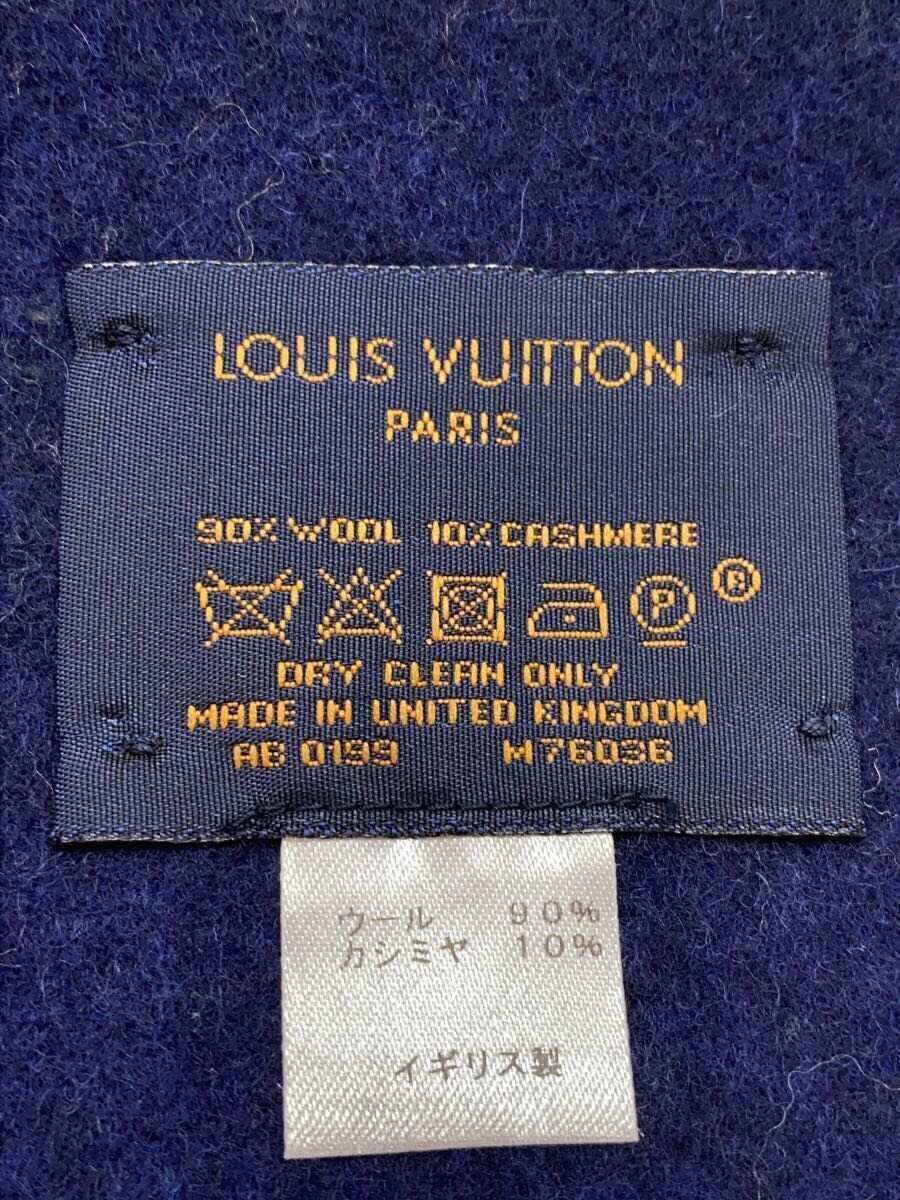 LOUIS VUITTON
PARIS
90% WOOL 10% CASHMERE
P ®
DRY CLEAN ONLY
MADE IN UNITED KINGDOM
AB 0199 M76036
ウール 90%
カシミヤ 10%
イギリス製